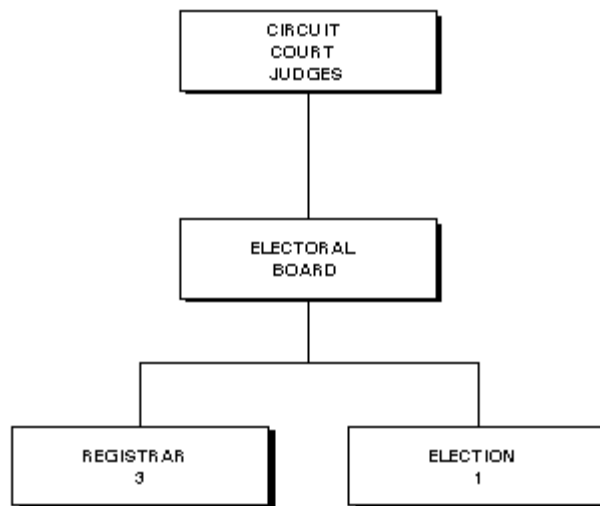 CIRCUIT
COURT
JUDGES
ELECTORAL
BOARD
REGISTRAR
3
ELECTION
1